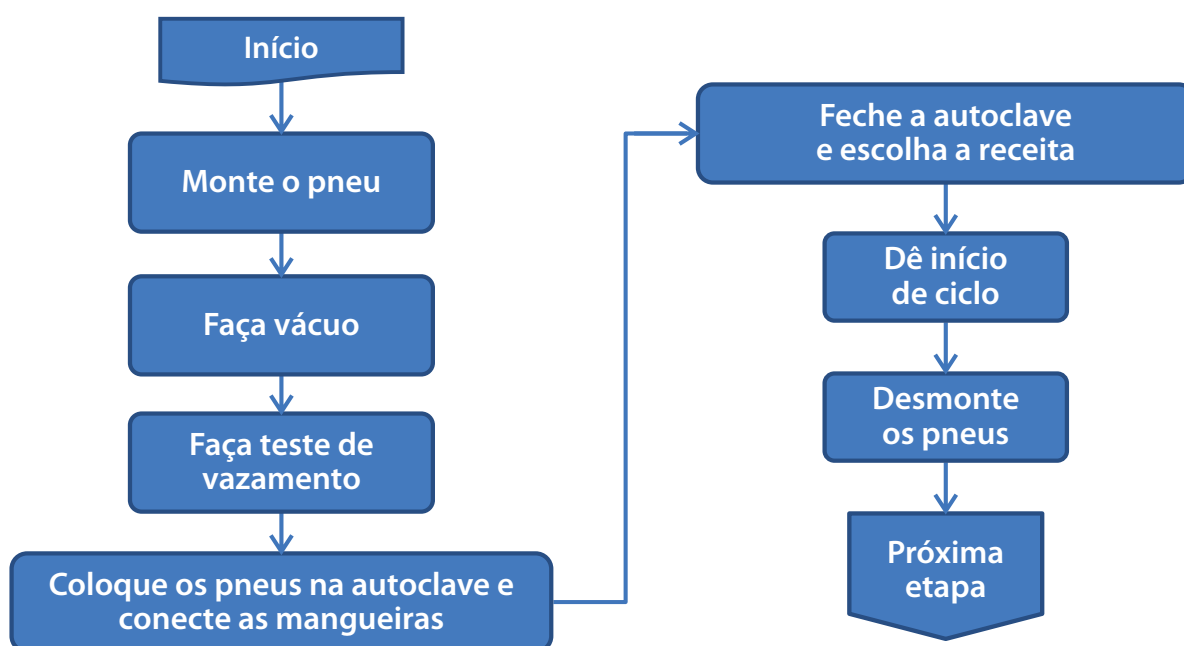 Início
Monte o pneu
Faça vácuo
Faça teste de
vazamento
Coloque os pneus na autoclave e
conecte as mangueiras
Feche a autoclave
e escolha a receita
Dê início
de ciclo
Desmonte
os pneus
Próxima
etapa